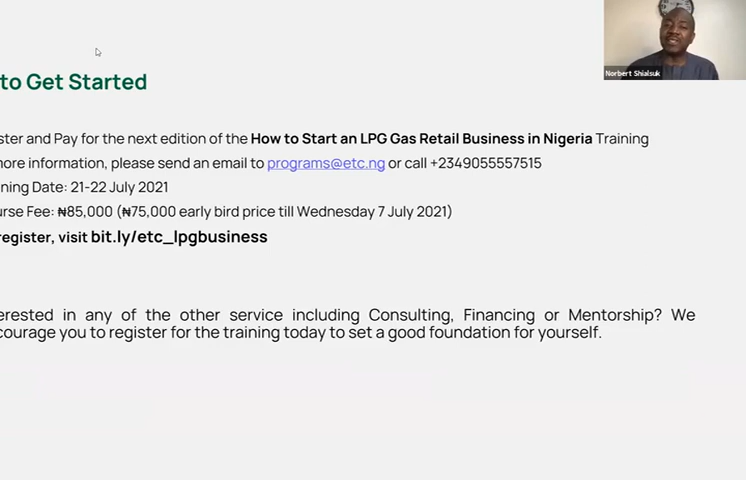 to Get Started
Norbert Shialsuk
ster and Pay for the next edition of the How to Start an LPG Gas Retail Business in Nigeria Training
more information, please send an email to programs@etc.ng or call +2349055557515
ning Date: 21-22 July 2021
urse Fee: ₦85,000 (₦75,000 early bird price till Wednesday 7 July 2021)
register, visit bit.ly/etc_lpgbusiness
erested in any of the other service including Consulting, Financing or Mentorship? We
courage you to register for the training today to set a good foundation for yourself.